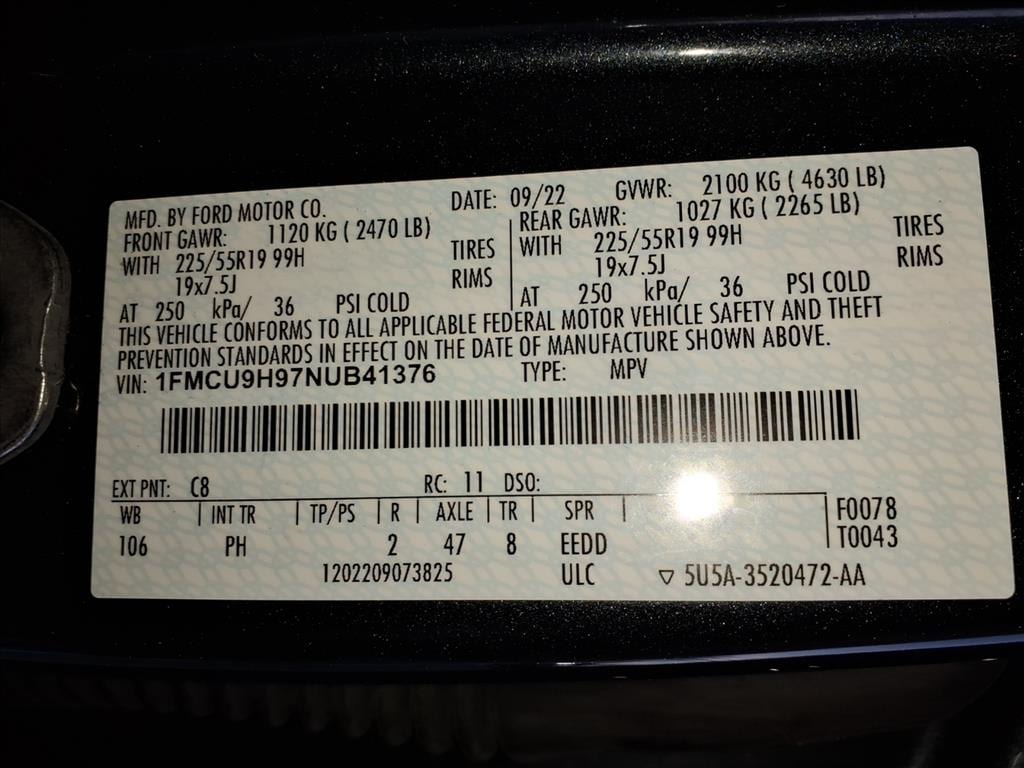 MFD. BY FORD MOTOR CO. DATE: 09/22 GVWR: 2100 KG ( 4630 LB)
FRONT GAWR: 1120 KG ( 2470 LB) REAR GAWR: 1027 KG ( 2265 LB)
WITH 225/55R19 99H TIRES WITH 225/55R19 99H TIRES
19x7.5J RIMS 19x7.5J RIMS
AT 250 kPa/ 36 PSI COLD AT 250 kPa/ 36 PSI COLD
THIS VEHICLE CONFORMS TO ALL APPLICABLE FEDERAL MOTOR VEHICLE SAFETY AND THEFT
PREVENTION STANDARDS IN EFFECT ON THE DATE OF MANUFACTURE SHOWN ABOVE.
VIN: 1FMCU9H97NUB41376 TYPE: MPV
EXT PNT: C8 RC: 11 DSO:
WB INT TR TP/PS R AXLE TR SPR F0078
106 PH 2 47 8 EEDD T0043
1202209073825 ULC ▽ 5U5A-3520472-AA